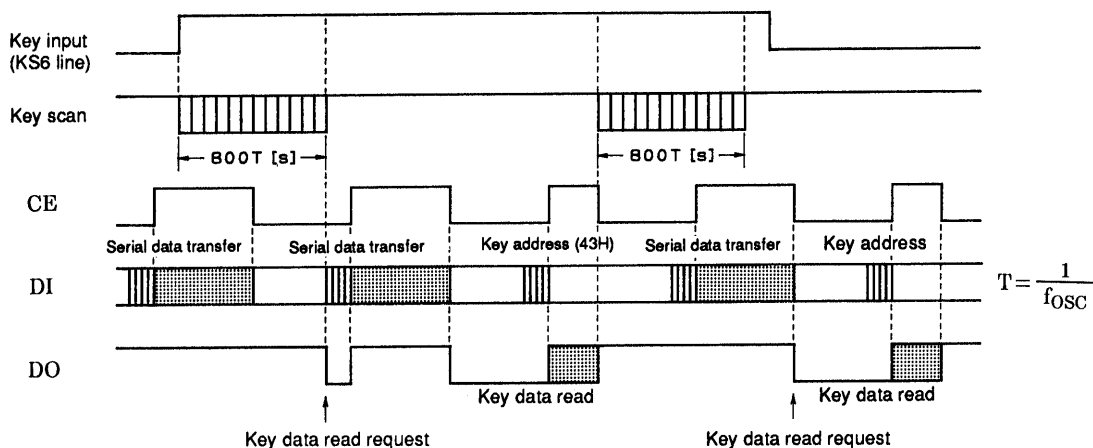 Key input
(KS6 line)
Key scan
800T [s]
800T [s]
CE
Serial data transfer
Serial data transfer
Key address (43H)
Serial data transfer
Key address
DI
T = 1/fOSC
DO
Key data read
Key data read
Key data read request
Key data read request